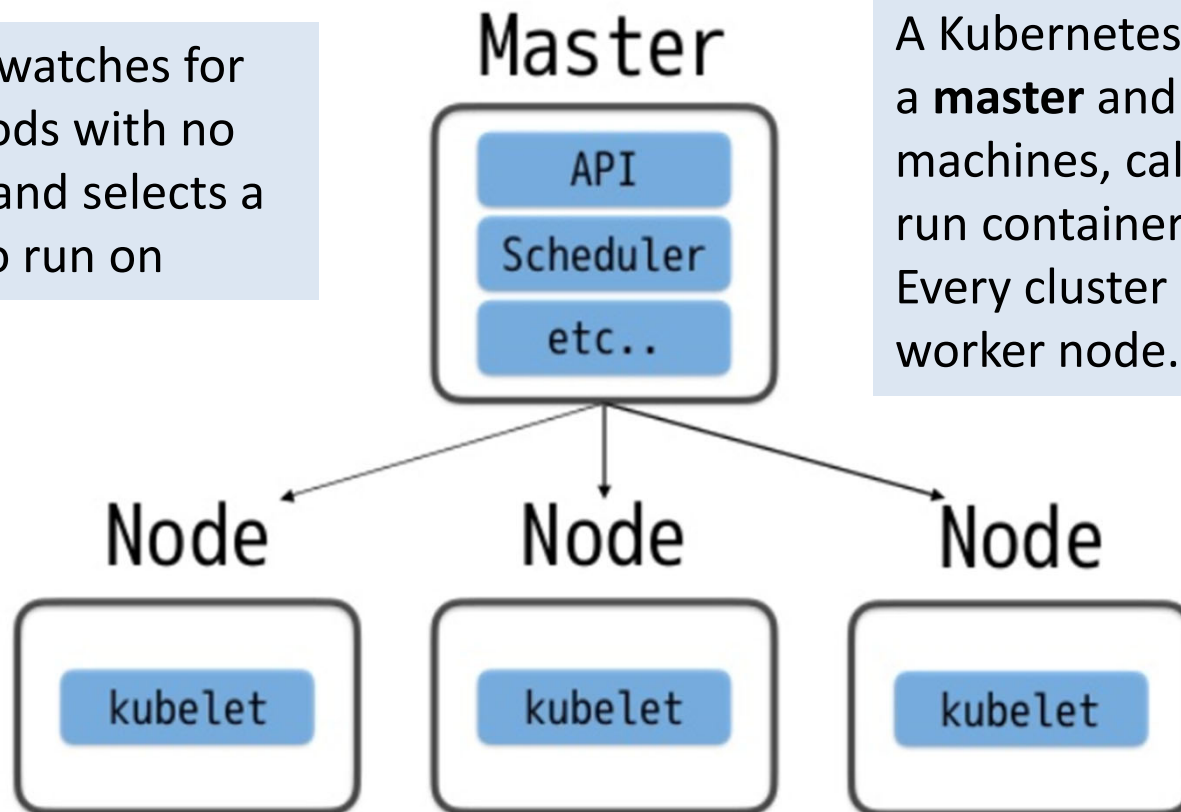 watches for
ods with no
and selects a
o run on
Master
API
Scheduler
etc..
A Kubernetes
a master and
machines, cal
run container
Every cluster
worker node.
Node
Node
Node
kubelet
kubelet
kubelet